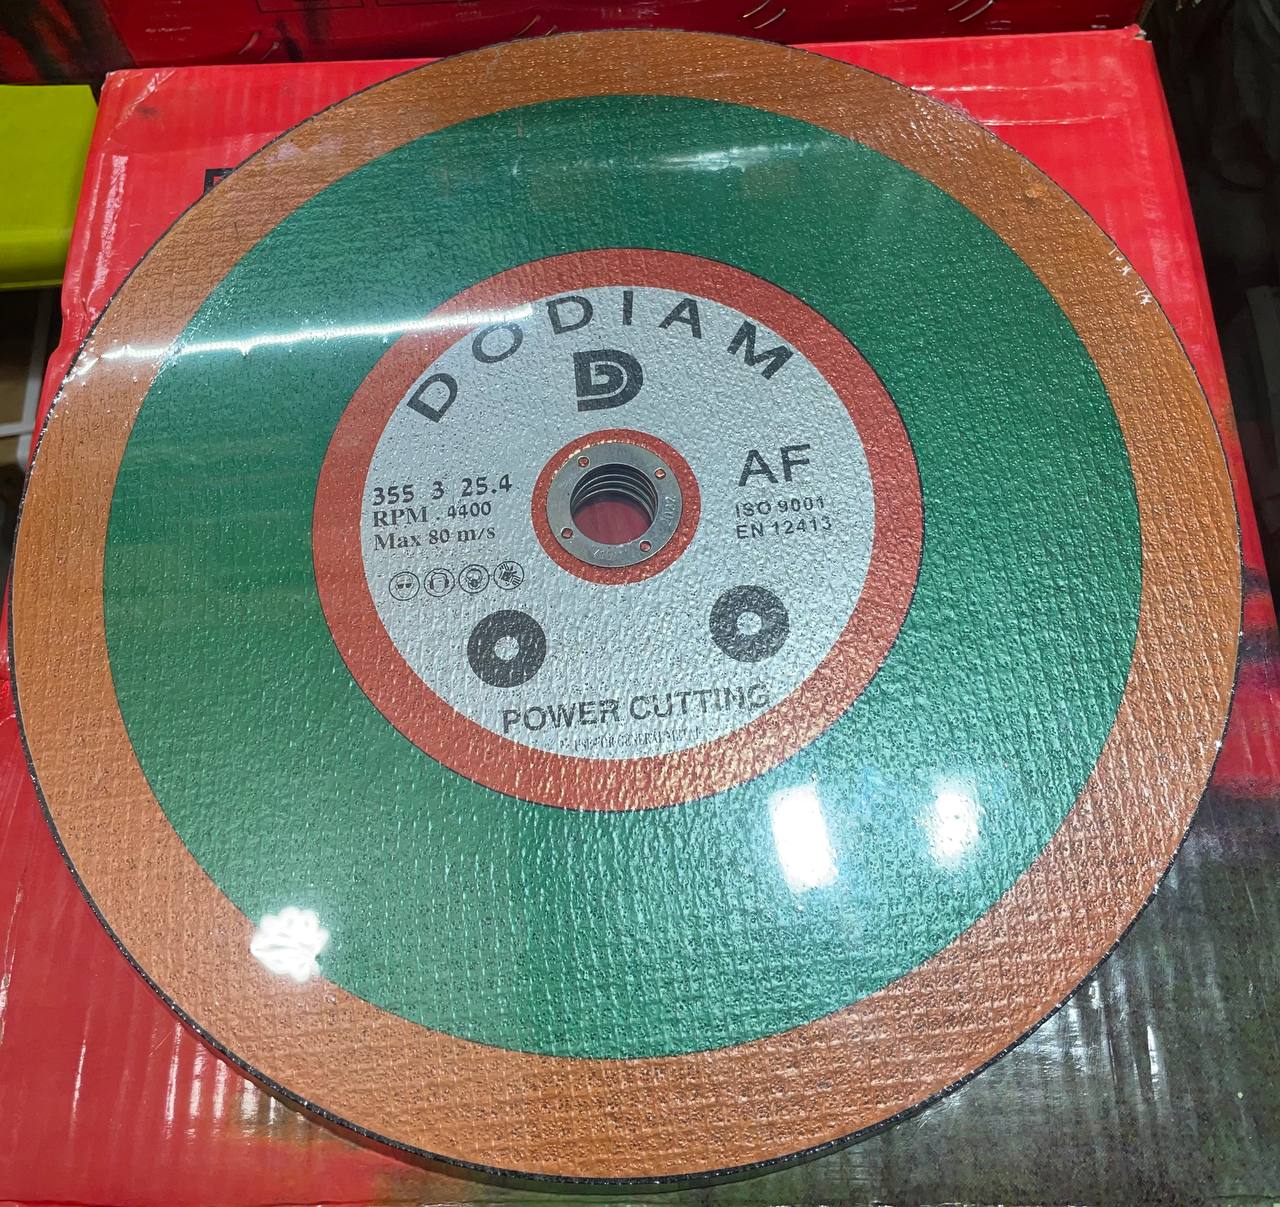 DODIAM
D
355 3 25.4
RPM . 4400
Max 80 m/s
AF
ISO 9001
EN 12413
POWER CUTTING